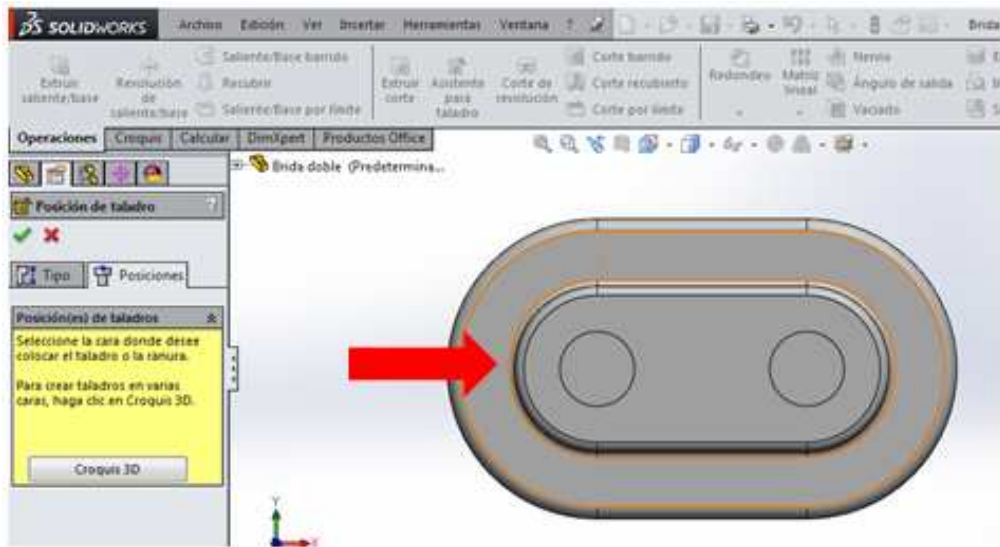 SOLIDWORKS
Archivo Edición Ver Insertar Herramientas Ventana ?
Brida
Extruir saliente/base
Revolución de saliente/base
Saliente/Base barrido
Recubrir
Saliente/Base por límite
Extruir corte
Asistente para taladro
Corte de revolución
Corte barrido
Corte recubierto
Corte por límite
Redondeo
Matriz lineal
Nervio
Ángulo de salida
Vaciado
Operaciones Croquis Calcular DimXpert Productos Office
Brida doble (Predetermina...
Posición de taladro ?
Tipo Posiciones
Posición(es) de taladros
Seleccione la cara donde desee
colocar el taladro o la ranura.
Para crear taladros en varias
caras, haga clic en Croquis 3D.
Croquis 3D
Y
X